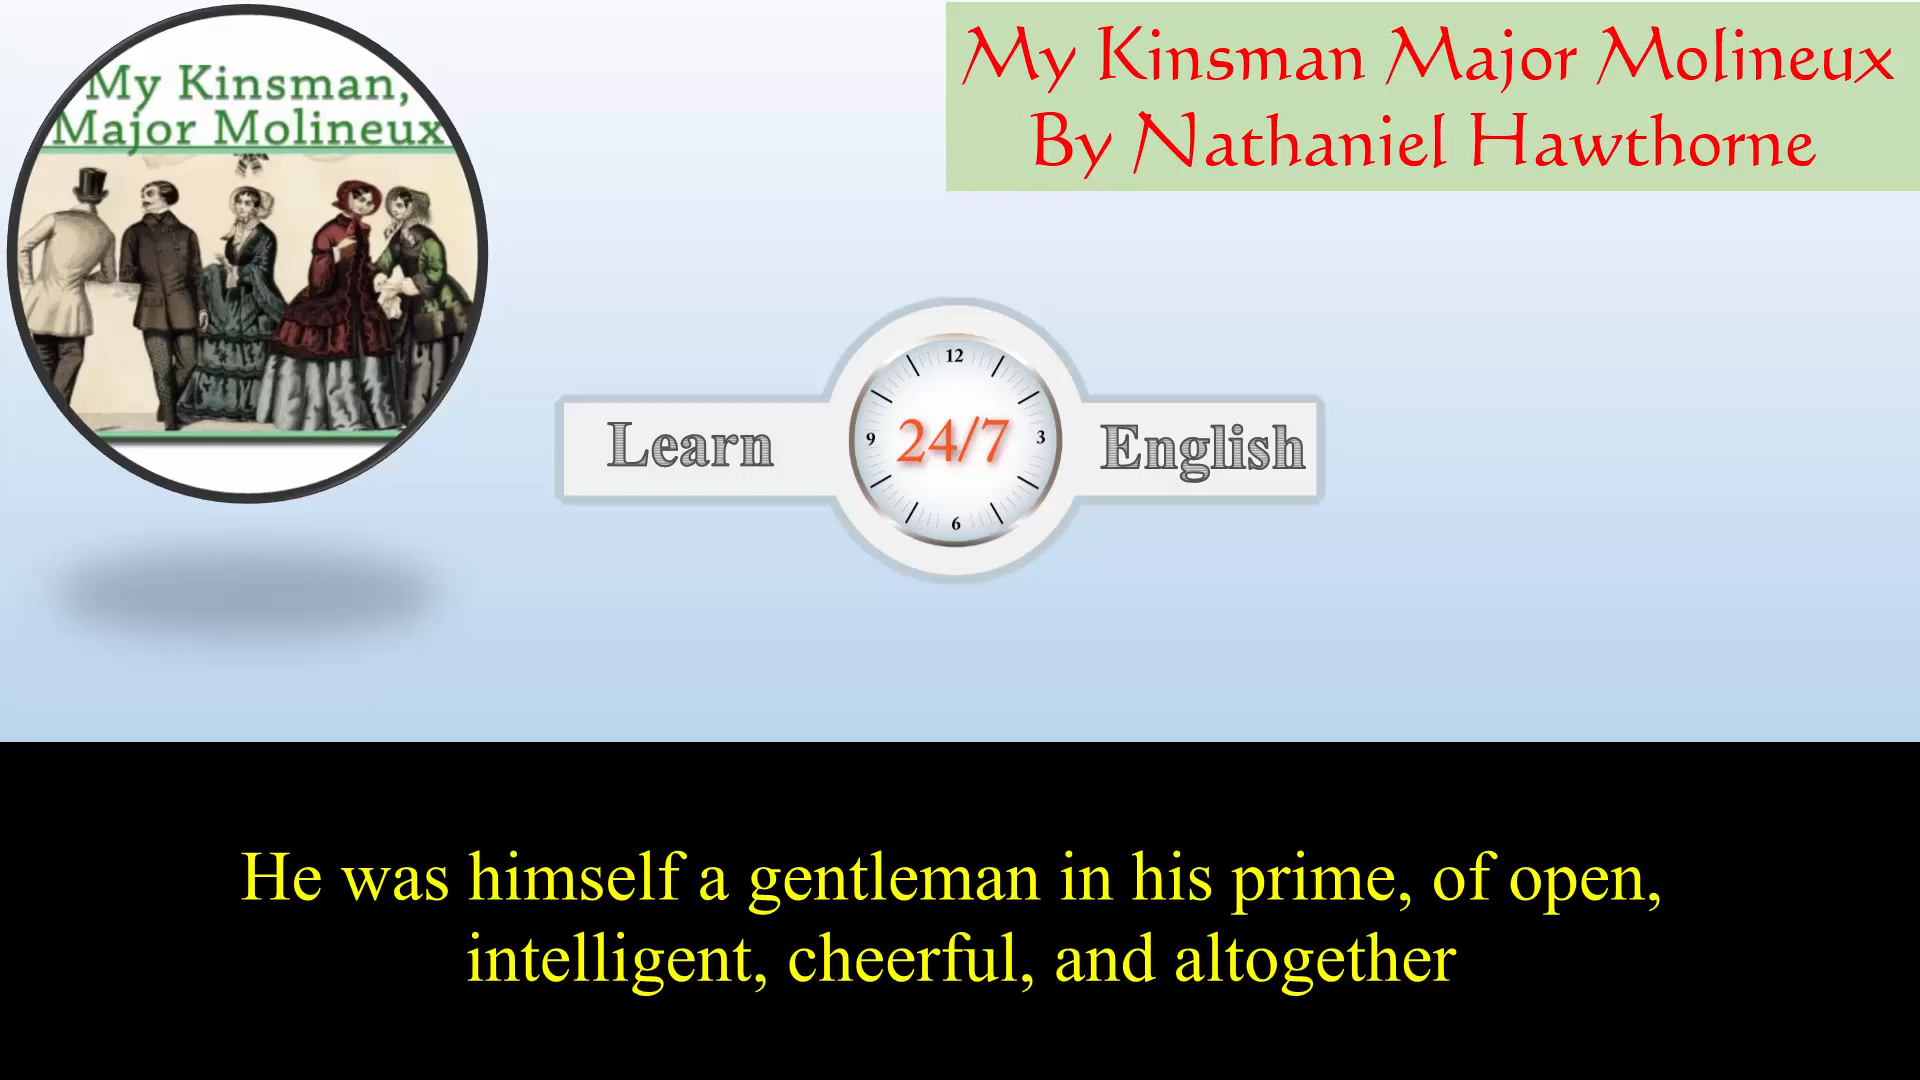 My Kinsman,
Major Molineux
My Kinsman Major Molineux
By Nathaniel Hawthorne
12
Learn
9
24/7
3
English
6
He was himself a gentleman in his prime, of open,
intelligent, cheerful, and altogether